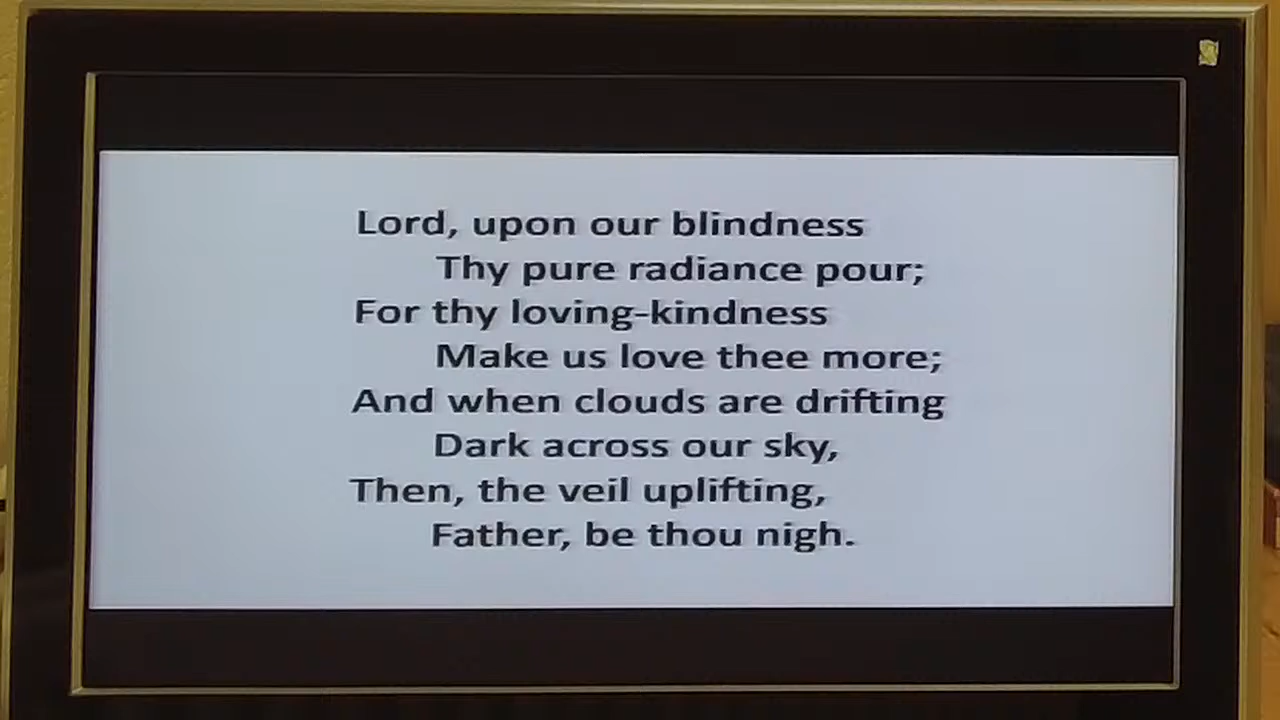 Lord, upon our blindness
Thy pure radiance pour;
For thy loving-kindness
Make us love thee more;
And when clouds are drifting
Dark across our sky,
Then, the veil uplifting,
Father, be thou nigh.